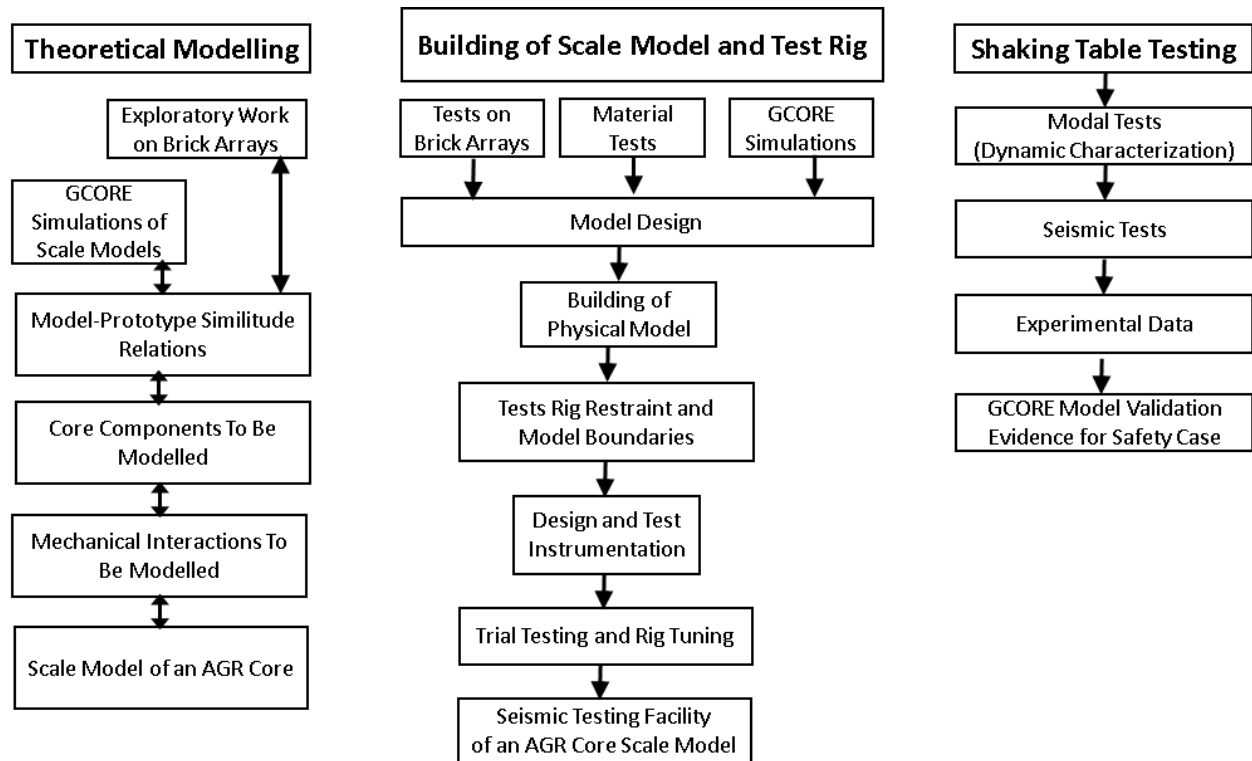 Theoretical Modelling
Exploratory Work
on Brick Arrays
GCORE
Simulations of
Scale Models
Model-Prototype Similitude
Relations
Core Components To Be
Modelled
Mechanical Interactions To
Be Modelled
Scale Model of an AGR Core
Building of Scale Model and Test Rig
Tests on
Brick Arrays
Material
Tests
GCORE
Simulations
Model Design
Building of
Physical Model
Tests Rig Restraint and
Model Boundaries
Design and Test
Instrumentation
Trial Testing and Rig Tuning
Seismic Testing Facility
of an AGR Core Scale Model
Shaking Table Testing
Modal Tests
(Dynamic Characterization)
Seismic Tests
Experimental Data
GCORE Model Validation
Evidence for Safety Case